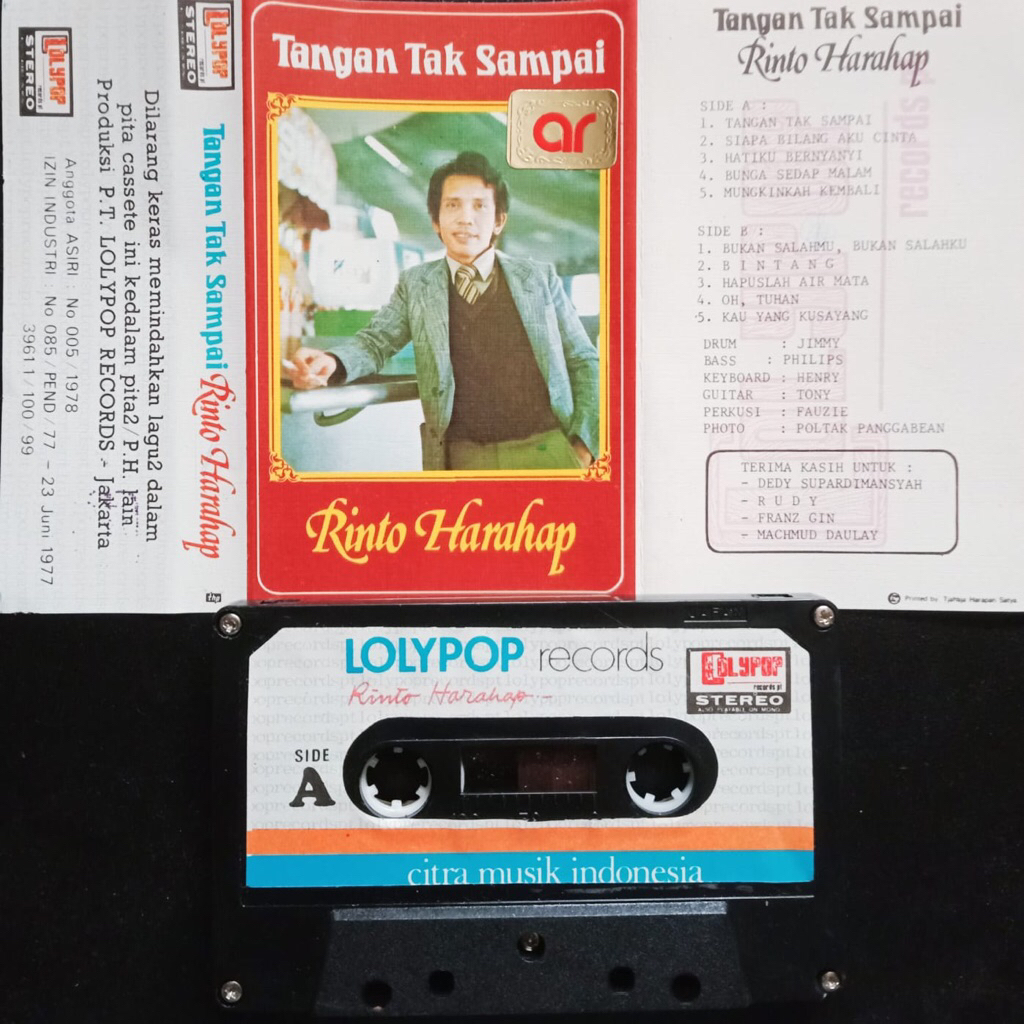 LOLYPOP
records pt
STEREO
Dilarang keras memindahkan lagu2 dalam
pita cassete ini kedalam pita2/P.H. lain
Produksi P.T. LOLYPOP RECORDS - Jakarta
Anggota ASIRI : No 005/1978
IZIN INDUSTRI : No 085/PEND/77 - 23 Juni 1977
39611/100/99
LOLYPOP
STEREO
Tangan Tak Sampai Rinto Harahap
Tangan Tak Sampai
ar
Rinto Harahap
Tangan Tak Sampai
Rinto Harahap
SIDE A :
1. TANGAN TAK SAMPAI
2. SIAPA BILANG AKU CINTA
3. HATIKU BERNYANYI
4. BUNGA SEDAP MALAM
5. MUNGKINKAH KEMBALI
SIDE B :
1. BUKAN SALAHMU, BUKAN SALAHKU
2. B I N T A N G
3. HAPUSLAH AIR MATA
4. OH, TUHAN
5. KAU YANG KUSAYANG
DRUM : JIMMY
BASS : PHILIPS
KEYBOARD : HENRY
GUITAR : TONY
PERKUSI : FAUZIE
PHOTO : POLTAK PANGGABEAN
TERIMA KASIH UNTUK :
- DEDY SUPARDIMANSYAH
- R U D Y
- FRANZ GIN
- MACHMUD DAULAY
records
LOLYPOP records
Rinto Harahap
LOLYPOP
records pt
STEREO
SIDE
A
citra musik indonesia